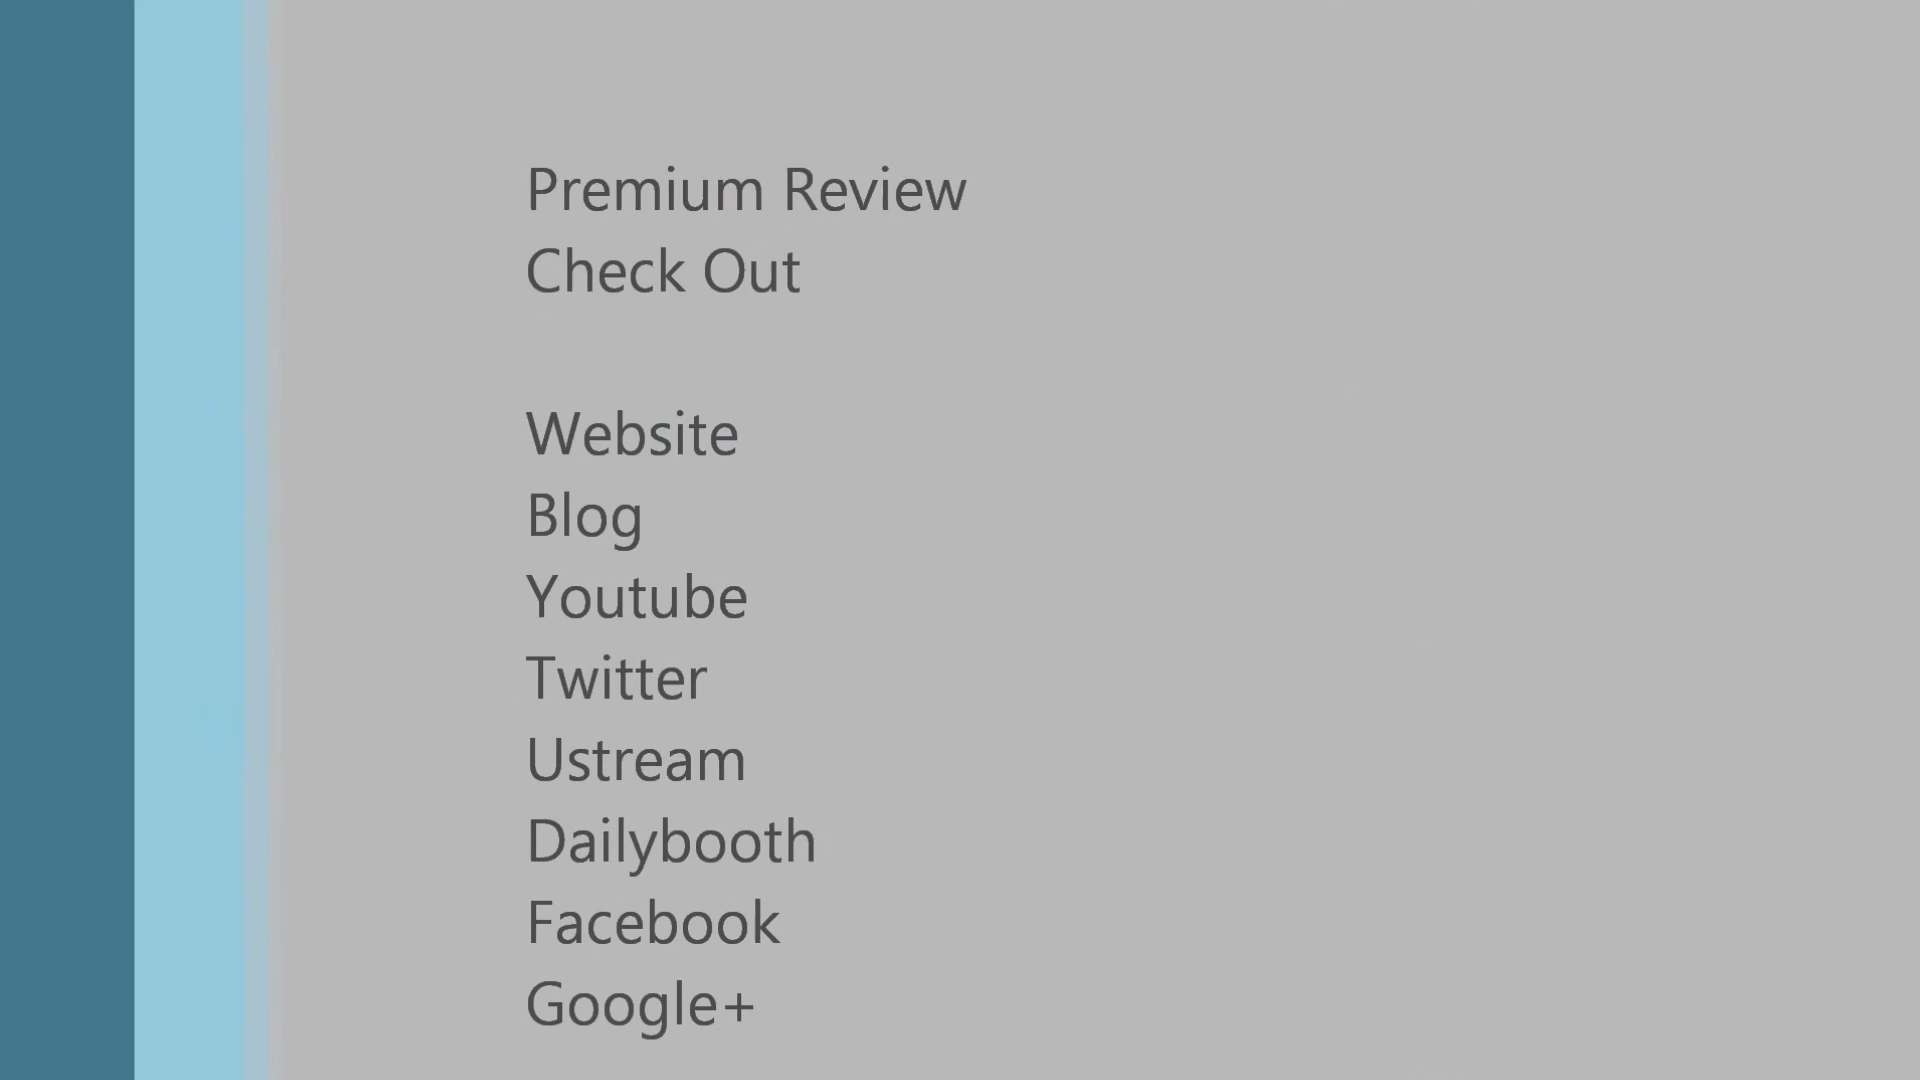 Premium Review
Check Out
Website
Blog
Youtube
Twitter
Ustream
Dailybooth
Facebook
Google+